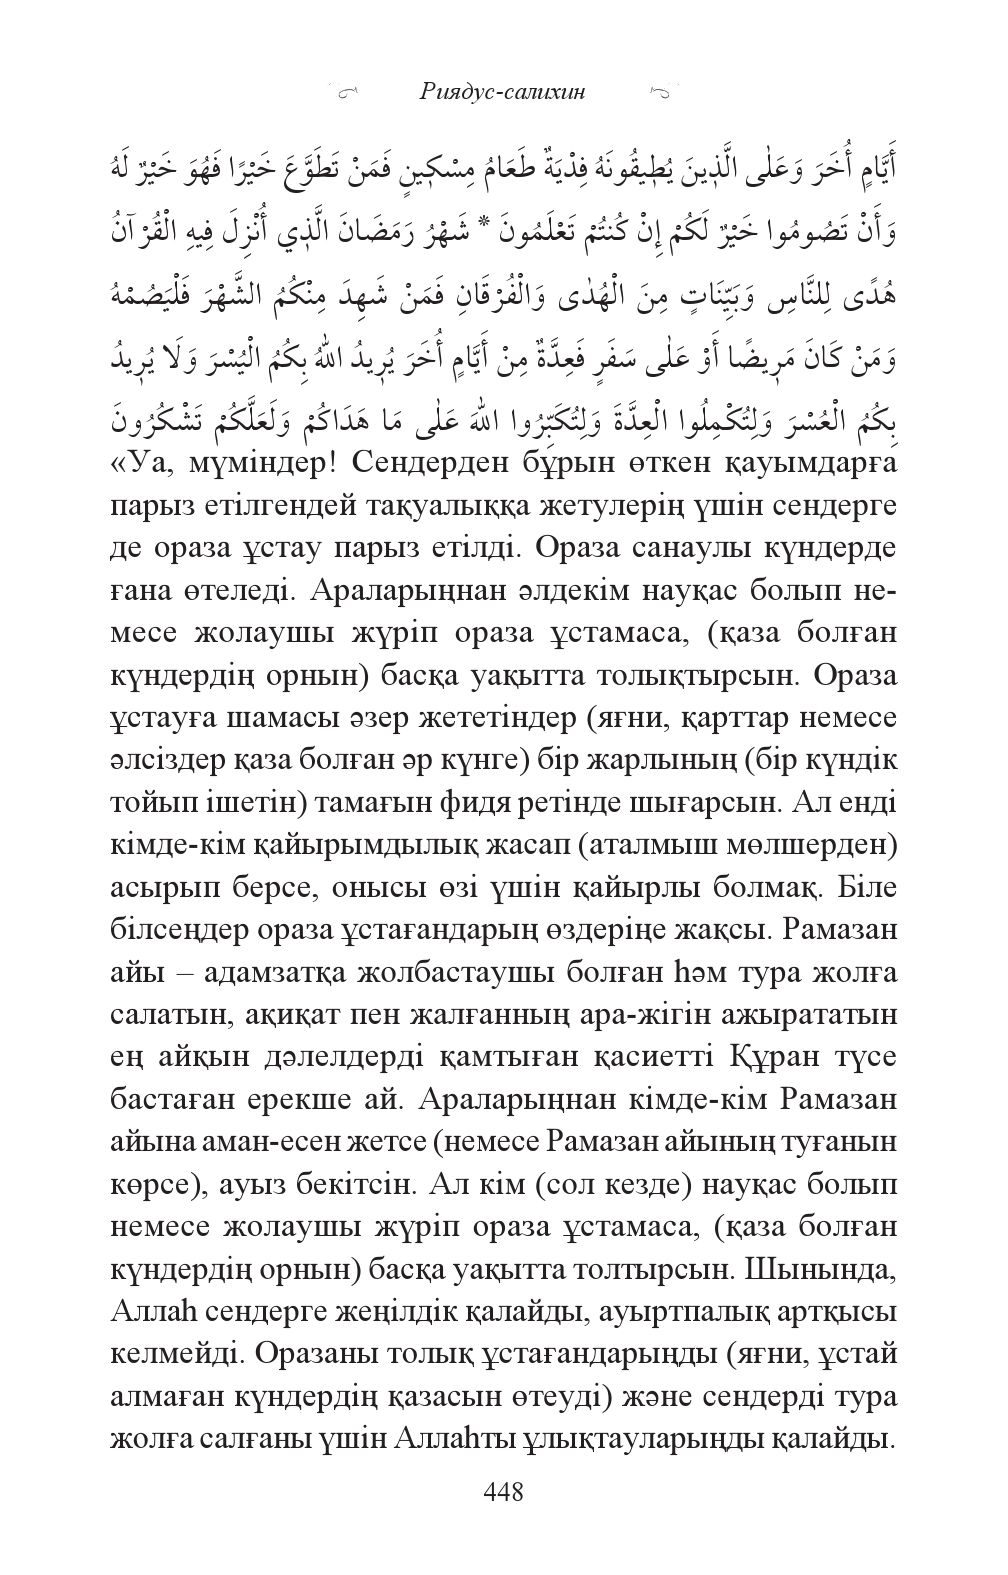 Риядус-салихин
أَيَّامٍ أُخَرَ وَعَلَى الَّذِينَ يُطِيقُونَهُ فِدْيَةٌ طَعَامُ مِسْكِينٍ فَمَنْ تَطَوَّعَ خَيْرًا فَهُوَ خَيْرٌ لَهُ
وَأَنْ تَصُومُوا خَيْرٌ لَكُمْ إِنْ كُنتُمْ تَعْلَمُونَ * شَهْرُ رَمَضَانَ الَّذِي أُنْزِلَ فِيهِ الْقُرْآنُ
هُدًى لِلنَّاسِ وَبَيِّنَاتٍ مِنَ الْهُدٰى وَالْفُرْقَانِ فَمَنْ شَهِدَ مِنْكُمُ الشَّهْرَ فَلْيَصُمْهُ
وَمَنْ كَانَ مَرِيضًا أَوْ عَلٰى سَفَرٍ فَعِدَّةٌ مِنْ أَيَّامٍ أُخَرَ يُرِيدُ اللهُ بِكُمُ الْيُسْرَ وَلَا يُرِيدُ
بِكُمُ الْعُسْرَ وَلِتُكْمِلُوا الْعِدَّةَ وَلِتُكَبِّرُوا اللهَ عَلٰى مَا هَدَاكُمْ وَلَعَلَّكُمْ تَشْكُرُونَ
«Уа, мүміндер! Сендерден бұрын өткен қауымдарға
парыз етілгендей тақуалыққа жетулерің үшін сендерге
де ораза ұстау парыз етілді. Ораза санаулы күндерде
ғана өтеледі. Араларыңнан әлдекім науқас болып не-
месе жолаушы жүріп ораза ұстамаса, (қаза болған
күндердің орнын) басқа уақытта толықтырсын. Ораза
ұстауға шамасы әзер жететіндер (яғни, қарттар немесе
әлсіздер қаза болған әр күнге) бір жарлының (бір күндік
тойып ішетін) тамағын фидя ретінде шығарсын. Ал енді
кімде-кім қайырымдылық жасап (аталмыш мөлшерден)
асырып берсе, онысы өзі үшін қайырлы болмақ. Біле
білсеңдер ораза ұстағандарың өздеріңе жақсы. Рамазан
айы – адамзатқа жолбастаушы болған һәм тура жолға
салатын, ақиқат пен жалғанның ара-жігін ажырататын
ең айқын дәлелдерді қамтыған қасиетті Құран түсе
бастаған ерекше ай. Араларыңнан кімде-кім Рамазан
айына аман-есен жетсе (немесе Рамазан айының туғанын
көрсе), ауыз бекітсін. Ал кім (сол кезде) науқас болып
немесе жолаушы жүріп ораза ұстамаса, (қаза болған
күндердің орнын) басқа уақытта толтырсын. Шынында,
Аллаһ сендерге жеңілдік қалайды, ауыртпалық артқысы
келмейді. Оразаны толық ұстағандарыңды (яғни, ұстай
алмаған күндердің қазасын өтеуді) және сендерді тура
жолға салғаны үшін Аллаһты ұлықтауларыңды қалайды.
448